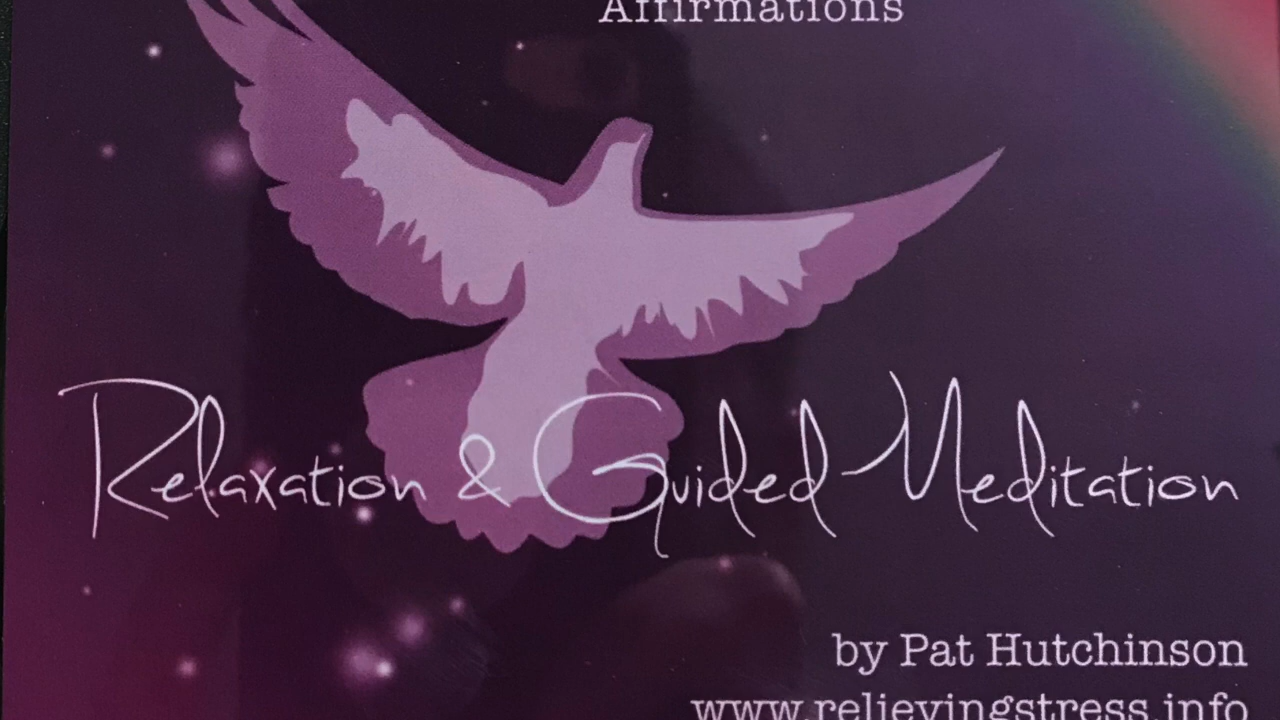 Affirmations
Relaxation & Guided Meditation
by Pat Hutchinson
www.relievingstress.info